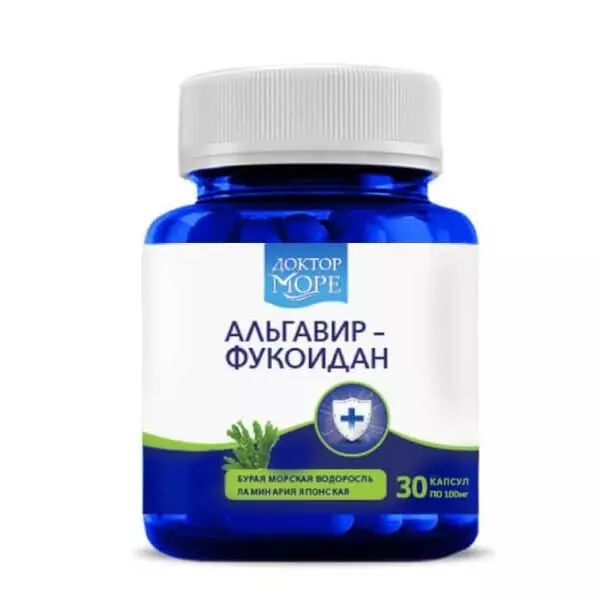 ДОКТОР
МОРЕ
АЛЬГАВИР –
ФУКОИДАН
БУРАЯ МОРСКАЯ ВОДОРОСЛЬ
ЛАМИНАРИЯ ЯПОНСКАЯ
30 КАПСУЛ
ПО 100мг